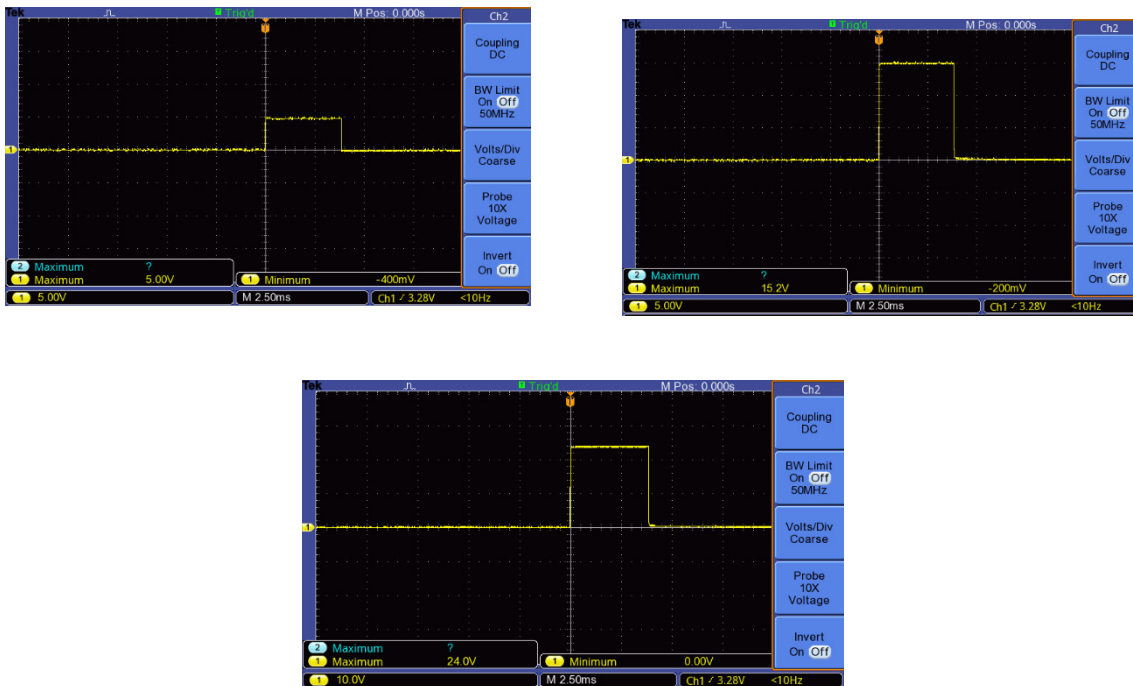 Tek Trig'd M Pos: 0.000s Ch2
T
Coupling
DC
BW Limit
On Off
50MHz
1
Volts/Div
Coarse
Probe
10X
Voltage
Invert
On Off
2 Maximum ?
1 Maximum 5.00V 1 Minimum -400mV
1 5.00V M 2.50ms Ch1 3.28V <10Hz
Tek Trig'd M Pos: 0.000s Ch2
T
Coupling
DC
BW Limit
On Off
50MHz
1
Volts/Div
Coarse
Probe
10X
Voltage
Invert
On Off
2 Maximum ?
1 Maximum 15.2V 1 Minimum -200mV
1 5.00V M 2.50ms Ch1 3.28V <10Hz
Tek Trig'd M Pos: 0.000s Ch2
T
Coupling
DC
BW Limit
On Off
50MHz
1
Volts/Div
Coarse
Probe
10X
Voltage
Invert
On Off
2 Maximum ?
1 Maximum 24.0V 1 Minimum 0.00V
1 10.0V M 2.50ms Ch1 3.28V <10Hz